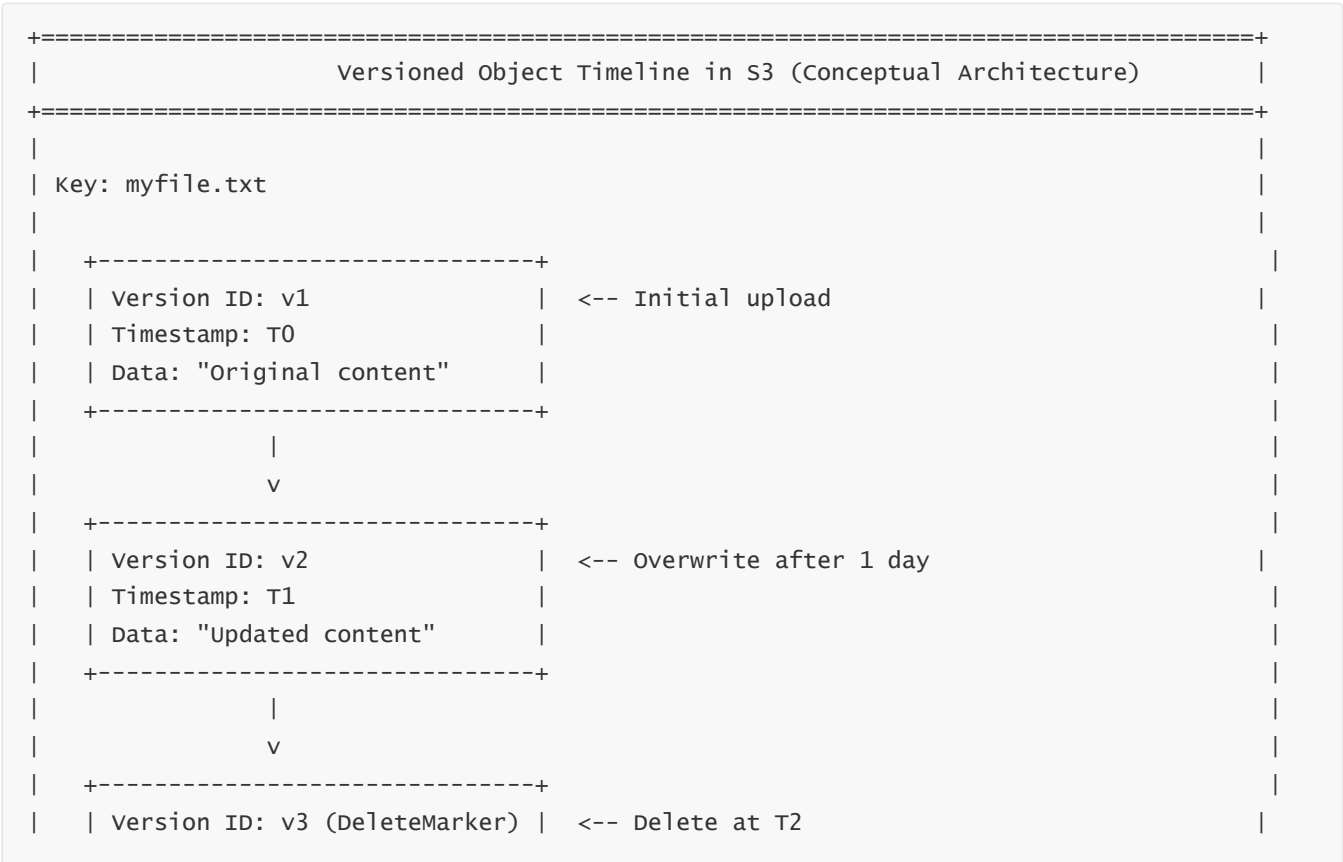 +======================================================================================+
|                     Versioned Object Timeline in S3 (Conceptual Architecture)        |
+======================================================================================+
|                                                                                      |
| Key: myfile.txt                                                                      |
|                                                                                      |
|   +-------------------------------+                                                   |
|   | Version ID: v1                |  <-- Initial upload                              |
|   | Timestamp: T0                 |                                                   |
|   | Data: "Original content"      |                                                   |
|   +-------------------------------+                                                   |
|                |                                                                      |
|                v                                                                      |
|   +-------------------------------+                                                   |
|   | Version ID: v2                |  <-- Overwrite after 1 day                       |
|   | Timestamp: T1                 |                                                   |
|   | Data: "Updated content"       |                                                   |
|   +-------------------------------+                                                   |
|                |                                                                      |
|                v                                                                      |
|   +-------------------------------+                                                   |
|   | Version ID: v3 (DeleteMarker) |  <-- Delete at T2                                |